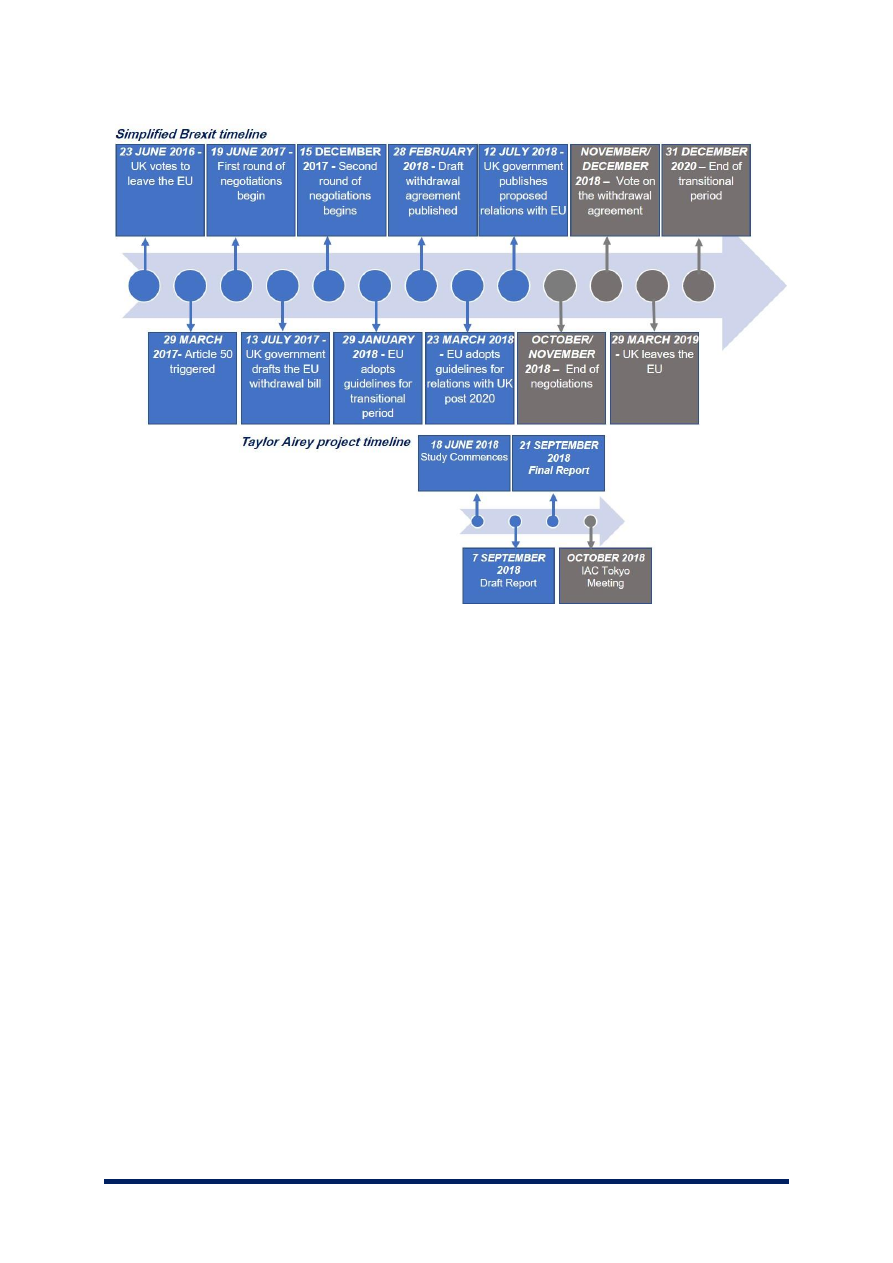 Simplified Brexit timeline
23 JUNE 2016 -
UK votes to
leave the EU
19 JUNE 2017 -
First round of
negotiations
begin
15 DECEMBER
2017 - Second
round of
negotiations
begins
28 FEBRUARY
2018 - Draft
withdrawal
agreement
published
12 JULY 2018 -
UK government
publishes
proposed
relations with EU
NOVEMBER/
DECEMBER
2018 – Vote on
the withdrawal
agreement
31 DECEMBER
2020 – End of
transitional
period
29 MARCH
2017- Article 50
triggered
13 JULY 2017 -
UK government
drafts the EU
withdrawal bill
29 JANUARY
2018 - EU
adopts
guidelines for
transitional
period
23 MARCH 2018
- EU adopts
guidelines for
relations with UK
post 2020
OCTOBER/
NOVEMBER
2018 – End of
negotiations
29 MARCH 2019
- UK leaves the
EU
Taylor Airey project timeline
18 JUNE 2018
Study Commences
21 SEPTEMBER
2018
Final Report
7 SEPTEMBER
2018
Draft Report
OCTOBER 2018
IAC Tokyo
Meeting